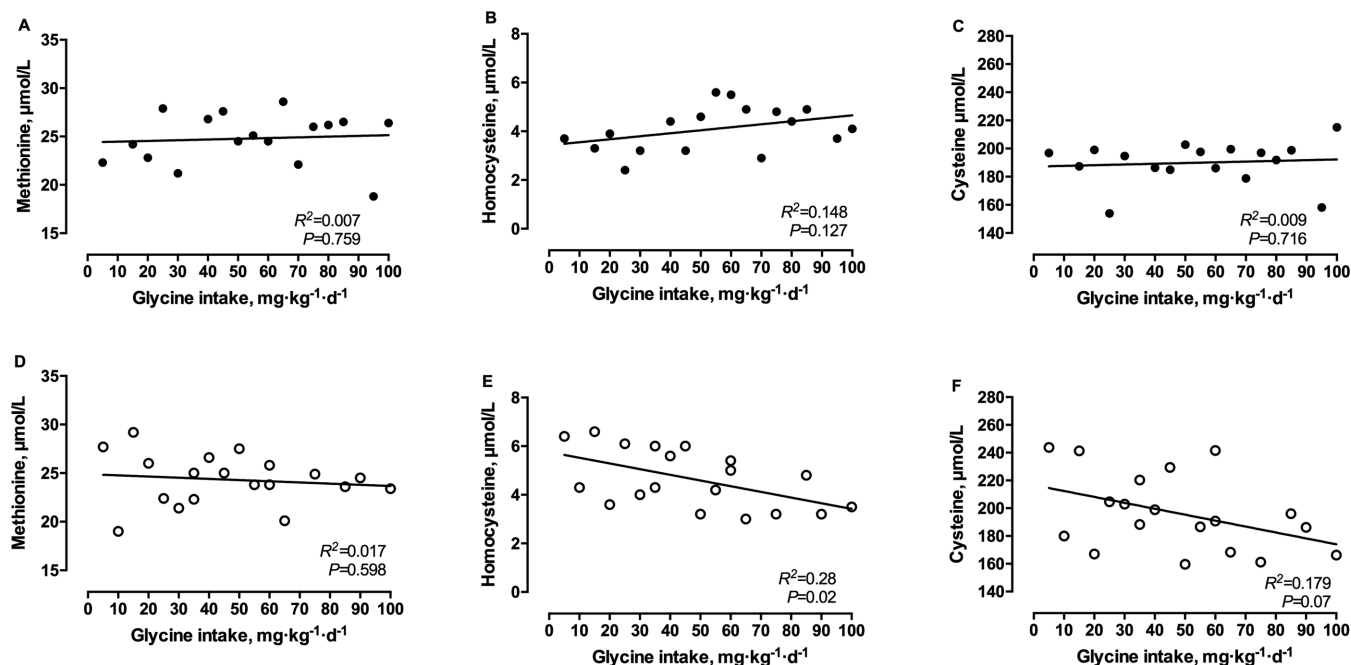 A
Methionine, µmol/L
35
30
25
20
15
R²=0.007
P=0.759
0 10 20 30 40 50 60 70 80 90 100
Glycine intake, mg·kg⁻¹·d⁻¹
B
Homocysteine, µmol/L
8
6
4
2
0
R²=0.148
P=0.127
0 10 20 30 40 50 60 70 80 90 100
Glycine intake, mg·kg⁻¹·d⁻¹
C
Cysteine µmol/L
280
260
240
220
200
180
160
140
R²=0.009
P=0.716
0 10 20 30 40 50 60 70 80 90 100
Glycine intake, mg·kg⁻¹·d⁻¹
D
Methionine, µmol/L
35
30
25
20
15
R²=0.017
P=0.598
0 10 20 30 40 50 60 70 80 90 100
Glycine intake, mg·kg⁻¹·d⁻¹
E
Homocysteine, µmol/L
8
6
4
2
0
R²=0.28
P=0.02
0 10 20 30 40 50 60 70 80 90 100
Glycine intake, mg·kg⁻¹·d⁻¹
F
Cysteine, µmol/L
280
260
240
220
200
180
160
140
R²=0.179
P=0.07
0 10 20 30 40 50 60 70 80 90 100
Glycine intake, mg·kg⁻¹·d⁻¹